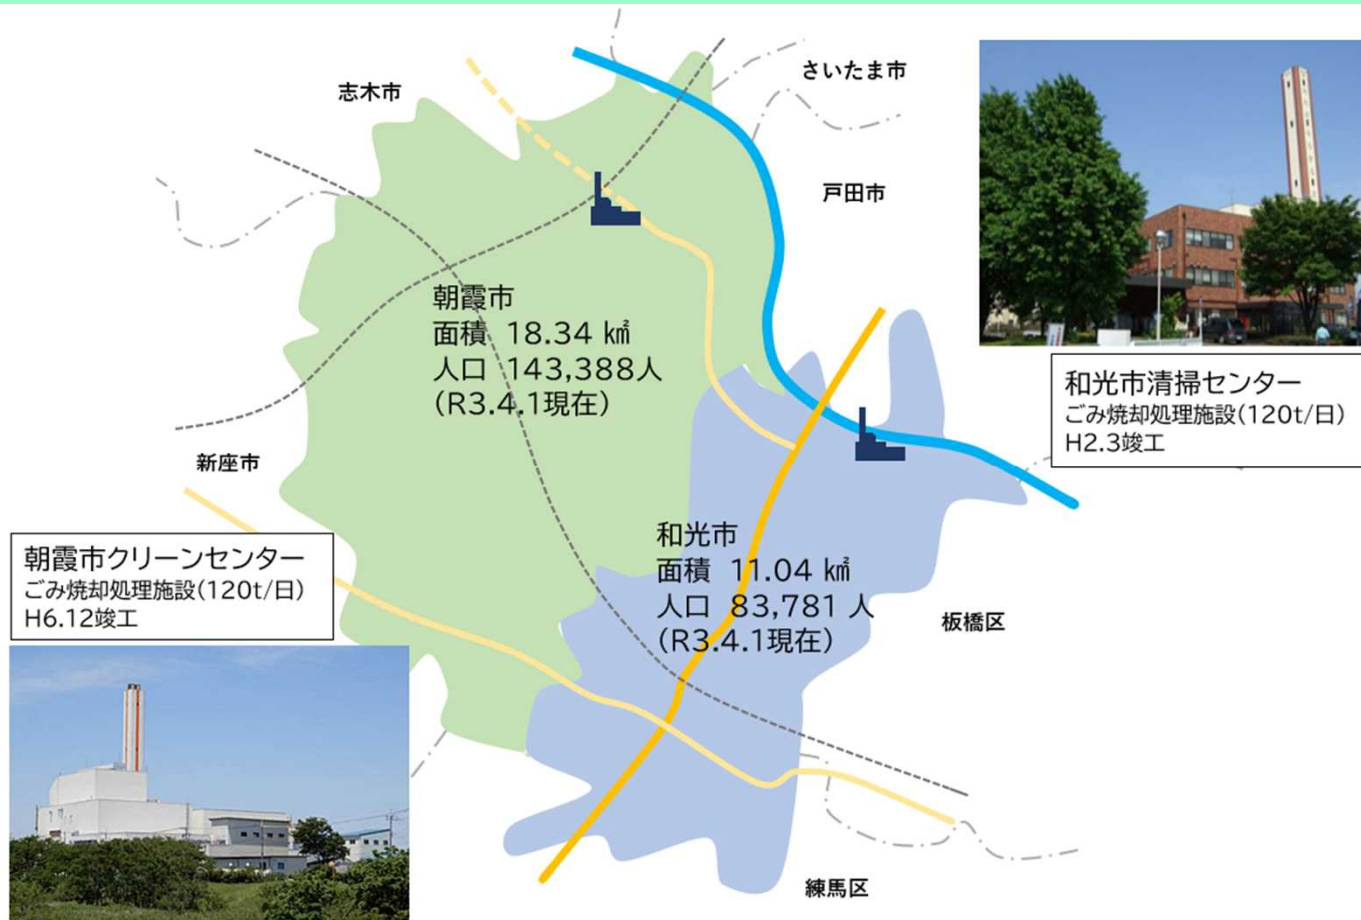 志木市
さいたま市
戸田市
朝霞市
面積 18.34 ㎢
人口 143,388人
(R3.4.1現在)
和光市清掃センター
ごみ焼却処理施設(120t/日)
H2.3竣工
新座市
朝霞市クリーンセンター
ごみ焼却処理施設(120t/日)
H6.12竣工
和光市
面積 11.04 ㎢
人口 83,781 人
(R3.4.1現在)
板橋区
練馬区